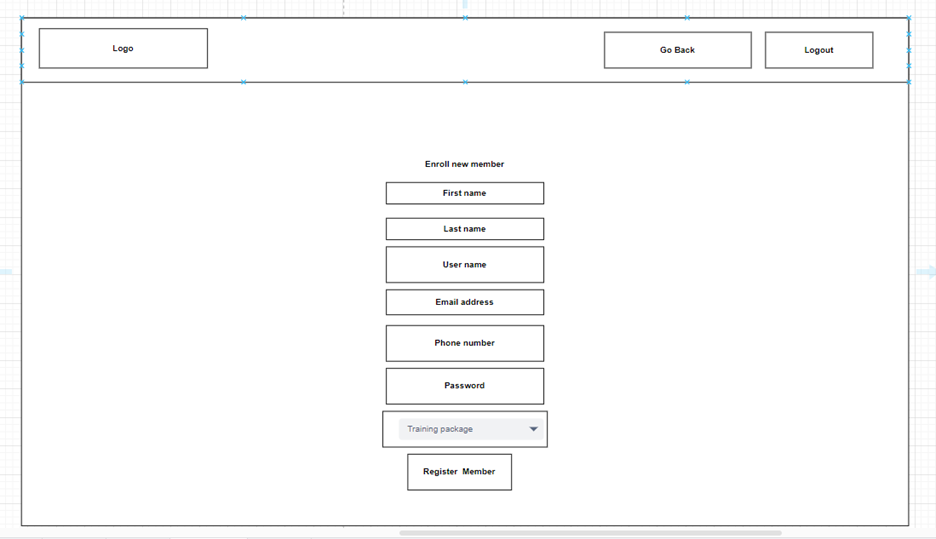 Logo
Go Back
Logout
Enroll new member
First name
Last name
User name
Email address
Phone number
Password
Training package
Register  Member